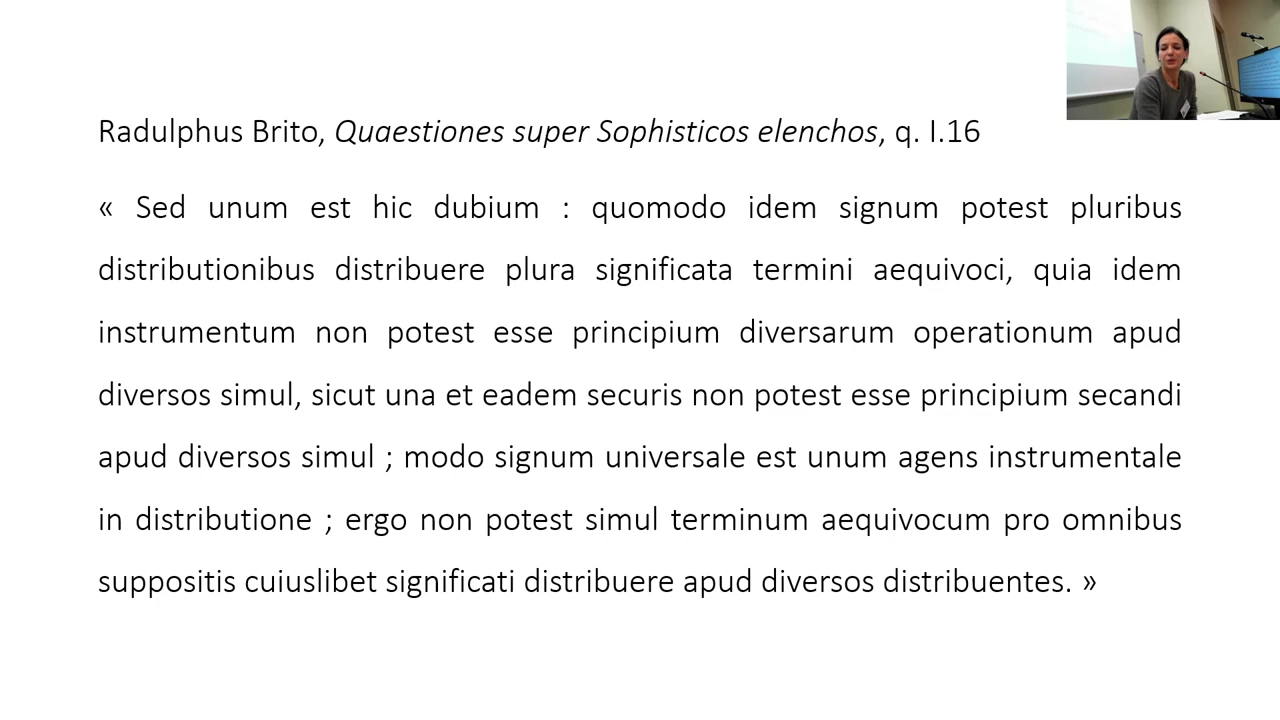 Radulphus Brito, Quaestiones super Sophisticos elenchos, q. I.16
« Sed unum est hic dubium : quomodo idem signum potest pluribus
distributionibus distribuere plura significata termini aequivoci, quia idem
instrumentum non potest esse principium diversarum operationum apud
diversos simul, sicut una et eadem securis non potest esse principium secandi
apud diversos simul ; modo signum universale est unum agens instrumentale
in distributione ; ergo non potest simul terminum aequivocum pro omnibus
suppositis cuiuslibet significati distribuere apud diversos distribuentes. »